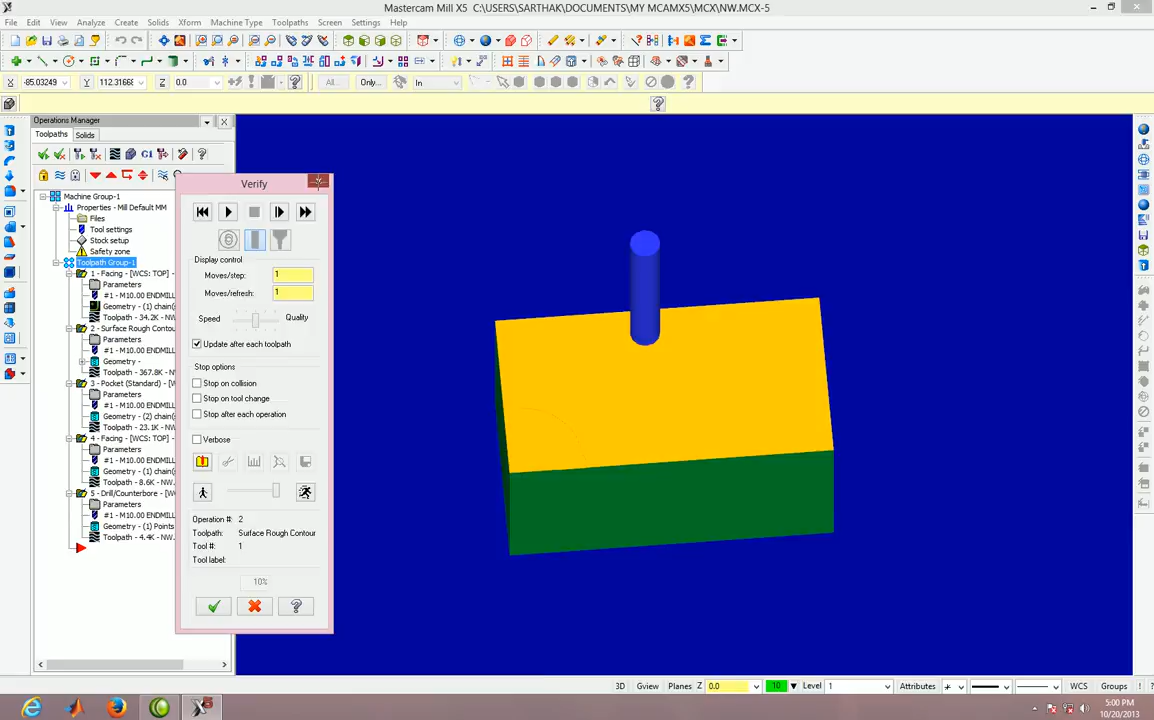 Mastercam Mill X5 C:\USERS\SARTHAK\DOCUMENTS\MY MCAMX5\MCX\NW.MCX-5
File Edit View Analyze Create Solids Xform Machine Type Toolpaths Screen Settings Help
X -85.03249 Y 112.31668 Z 0.0 All... Only... In
Operations Manager
Toolpaths Solids
G1
Machine Group-1
Properties - Mill Default MM
Files
Tool settings
Stock setup
Safety zone
Toolpath Group-1
1 - Facing - [WCS: TOP] -
Parameters
#1 - M10.00 ENDMILL
Geometry - (1) chain(s
Toolpath - 34.2K - NW.
2 - Surface Rough Contou
Parameters
#1 - M10.00 ENDMILL
Geometry -
Toolpath - 367.8K - NW
3 - Pocket (Standard) - [W
Parameters
#1 - M10.00 ENDMILL
Geometry - (2) chain(s
Toolpath - 23.1K - NW.
4 - Facing - [WCS: TOP] -
Parameters
#1 - M10.00 ENDMILL
Geometry - (1) chain(s
Toolpath - 8.6K - NW.
5 - Drill/Counterbore - [W
Parameters
#1 - M10.00 ENDMILL
Geometry - (1) Points
Toolpath - 4.4K - NW.
Verify
Display control
Moves/step: 1
Moves/refresh: 1
Speed Quality
Update after each toolpath
Stop options
Stop on collision
Stop on tool change
Stop after each operation
Verbose
Operation #: 2
Toolpath: Surface Rough Contour
Tool #: 1
Tool label:
10%
3D Gview Planes Z 0.0 10 Level 1 Attributes WCS Groups ! ?
5:00 PM
10/20/2013